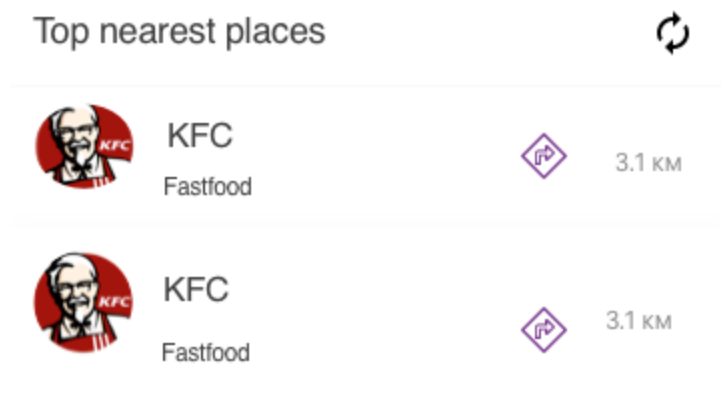 Top nearest places
KFC
KFC
3.1 км
Fastfood
KFC
KFC
3.1 км
Fastfood